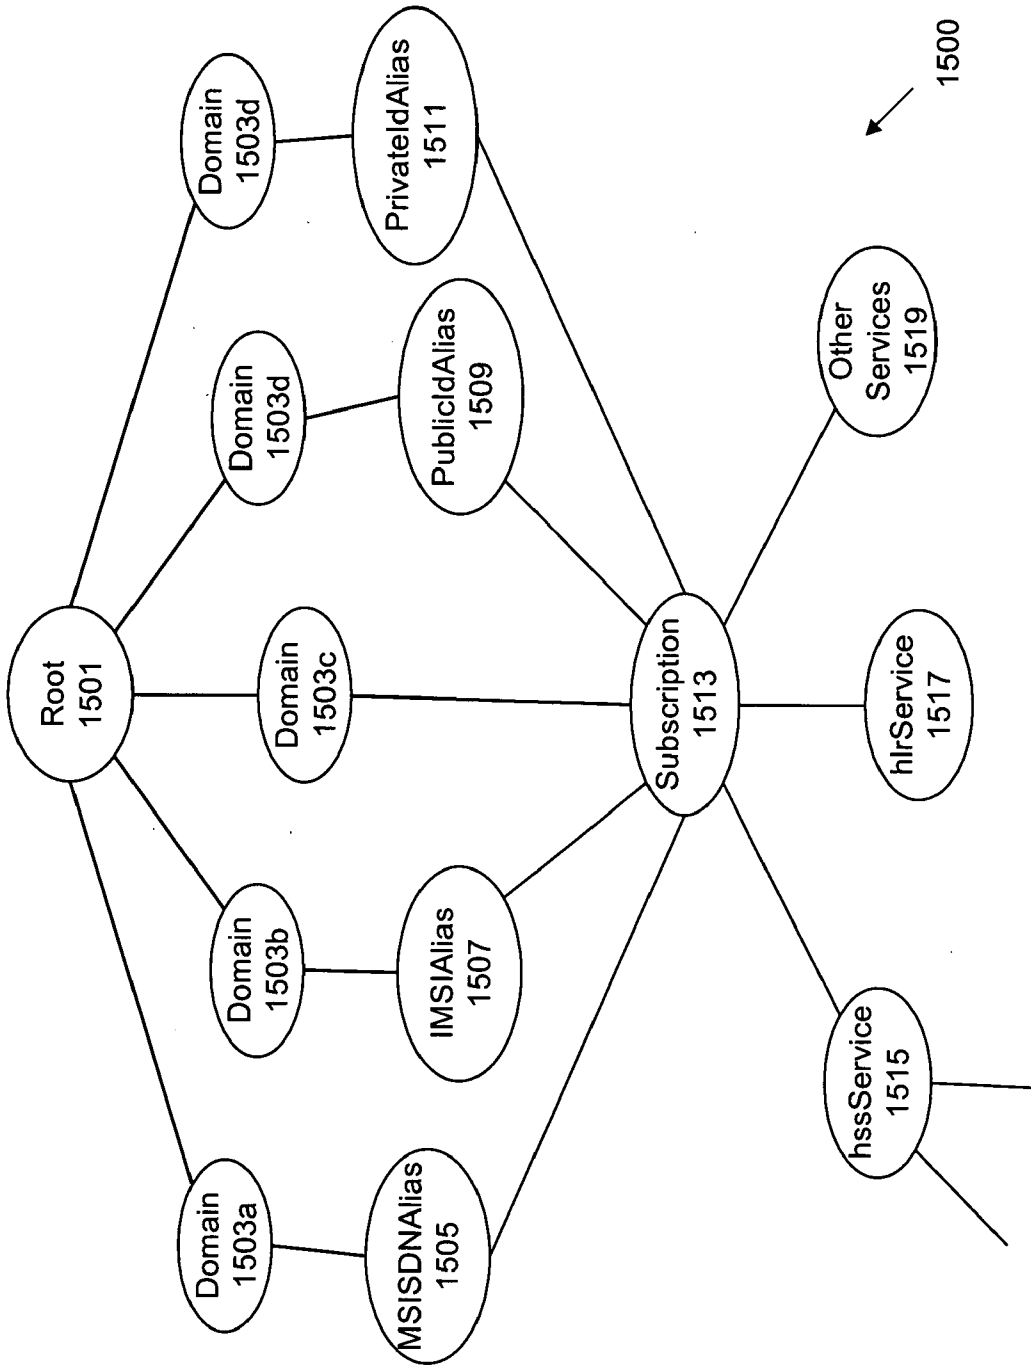 Root
1501
Domain
1503a
Domain
1503b
Domain
1503c
Domain
1503d
Domain
1503d
MSISDNAlias
1505
IMSIAlias
1507
PublicIdAlias
1509
PrivateIdAlias
1511
Subscription
1513
hssService
1515
hlrService
1517
Other
Services
1519
1500